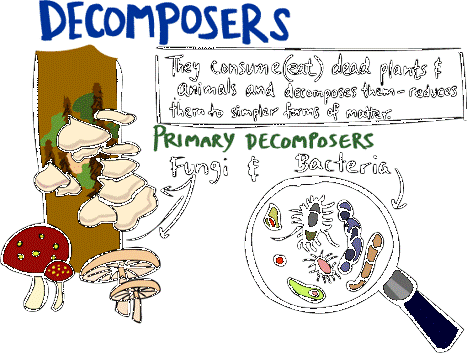 DECOMPOSERS
They consume(eat) dead plants &
animals and decomposes them - reduces
them to simpler forms of matter.
PRIMARY DECOMPOSERS
Fungi & Bacteria